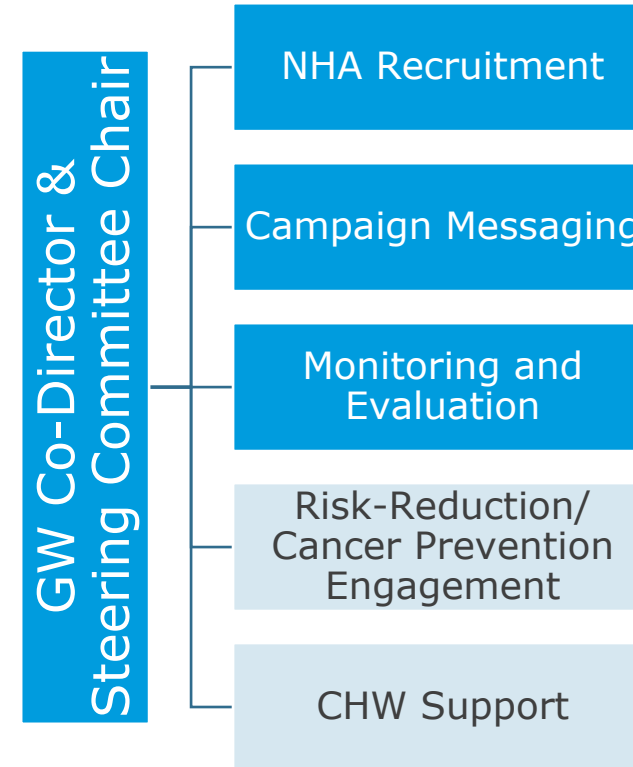 GW Co-Director &
Steering Committee Chair
NHA Recruitment
Campaign Messaging
Monitoring and
Evaluation
Risk-Reduction/
Cancer Prevention
Engagement
CHW Support